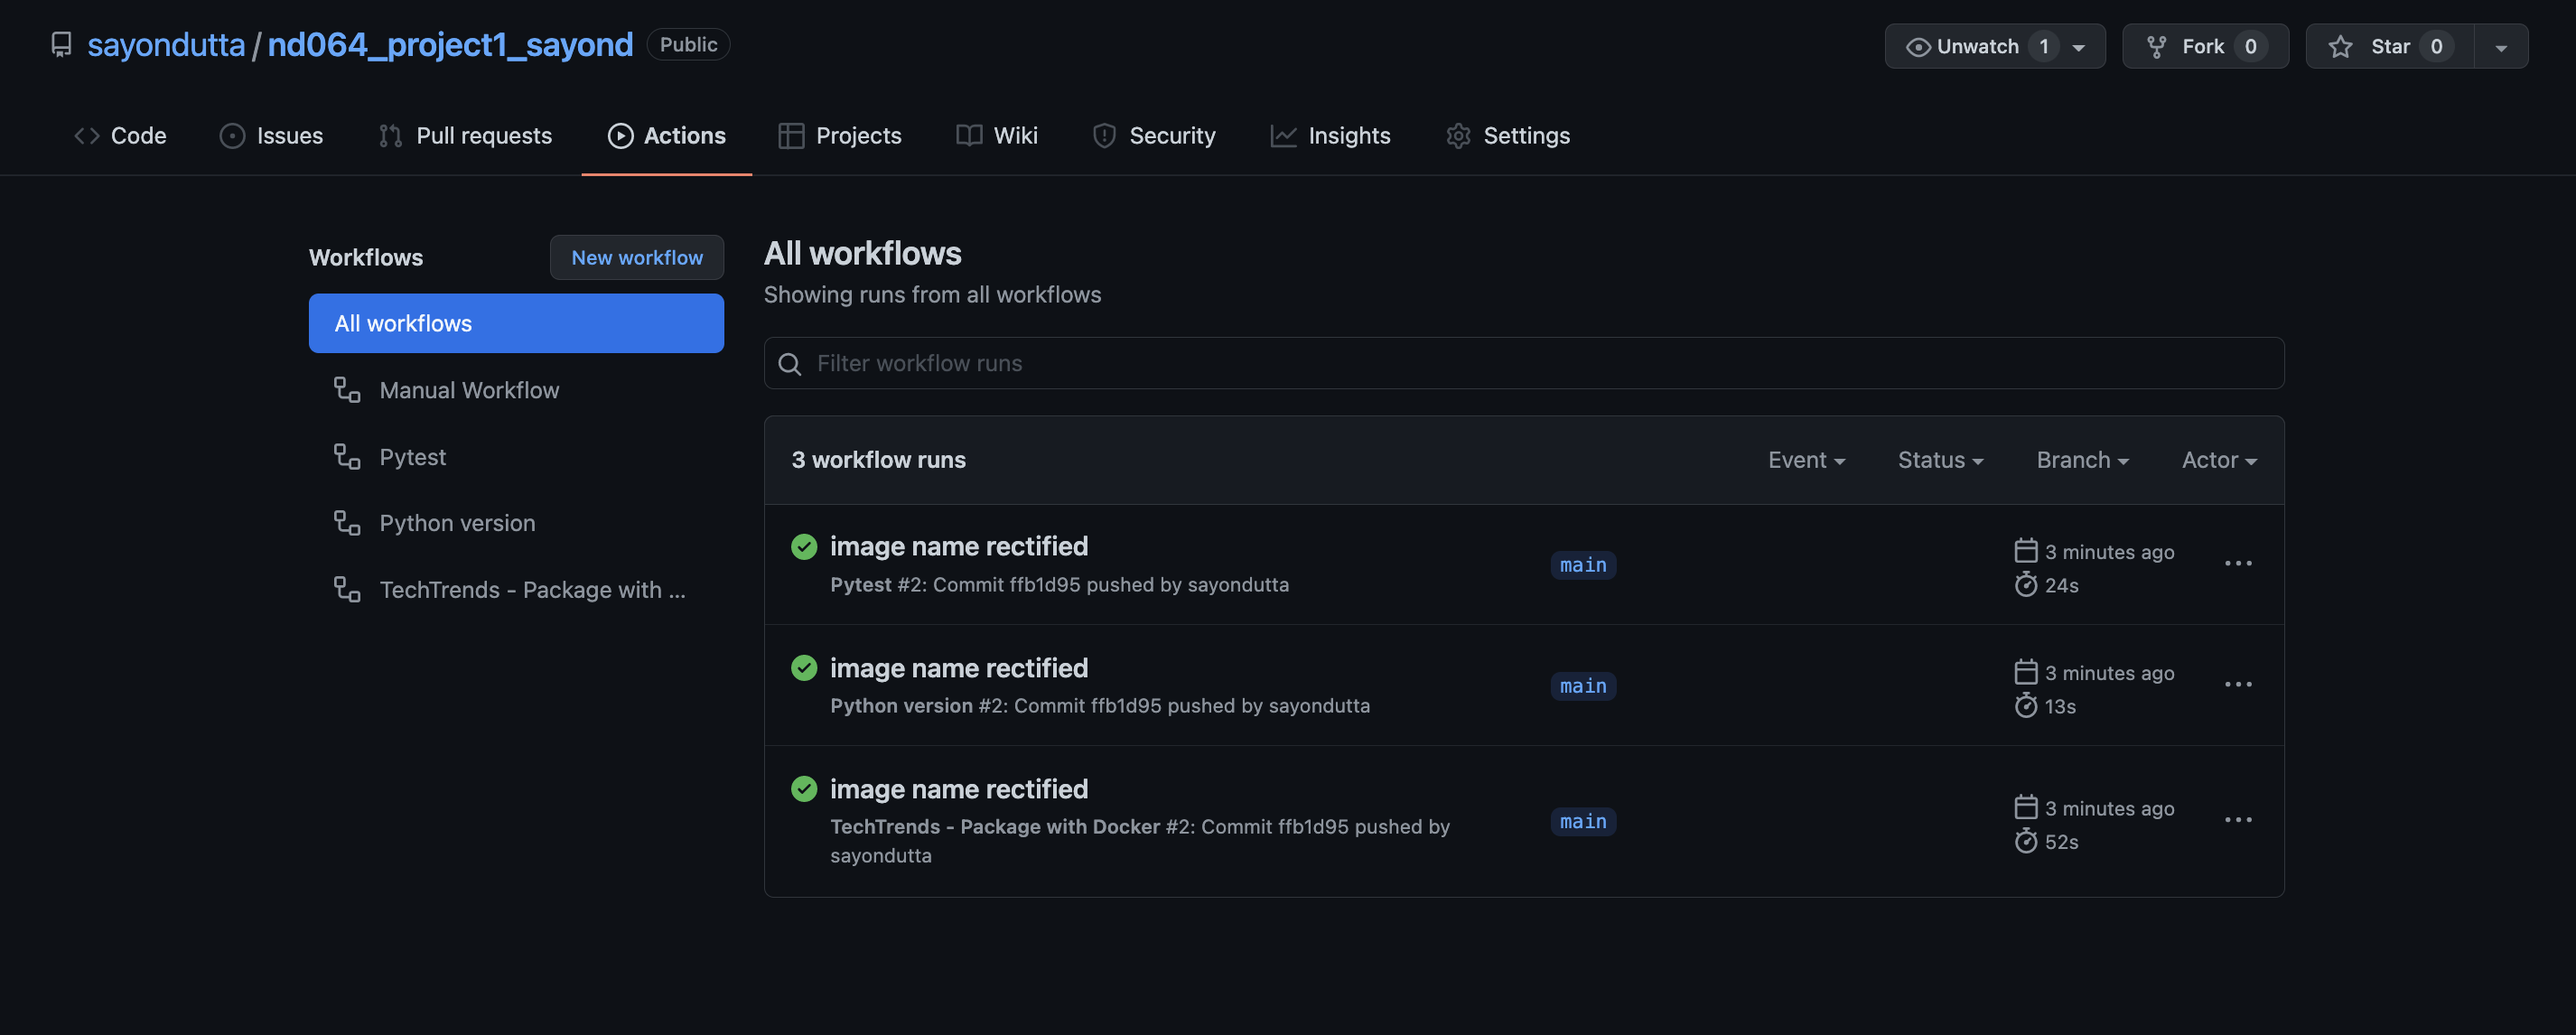 sayondutta / nd064_project1_sayond Public
Unwatch 1
Fork 0
Star 0
Code
Issues
Pull requests
Actions
Projects
Wiki
Security
Insights
Settings
Workflows
New workflow
All workflows
Manual Workflow
Pytest
Python version
TechTrends - Package with ...
All workflows
Showing runs from all workflows
Filter workflow runs
3 workflow runs
Event
Status
Branch
Actor
image name rectified
Pytest #2: Commit ffb1d95 pushed by sayondutta
main
3 minutes ago
24s
image name rectified
Python version #2: Commit ffb1d95 pushed by sayondutta
main
3 minutes ago
13s
image name rectified
TechTrends - Package with Docker #2: Commit ffb1d95 pushed by
sayondutta
main
3 minutes ago
52s